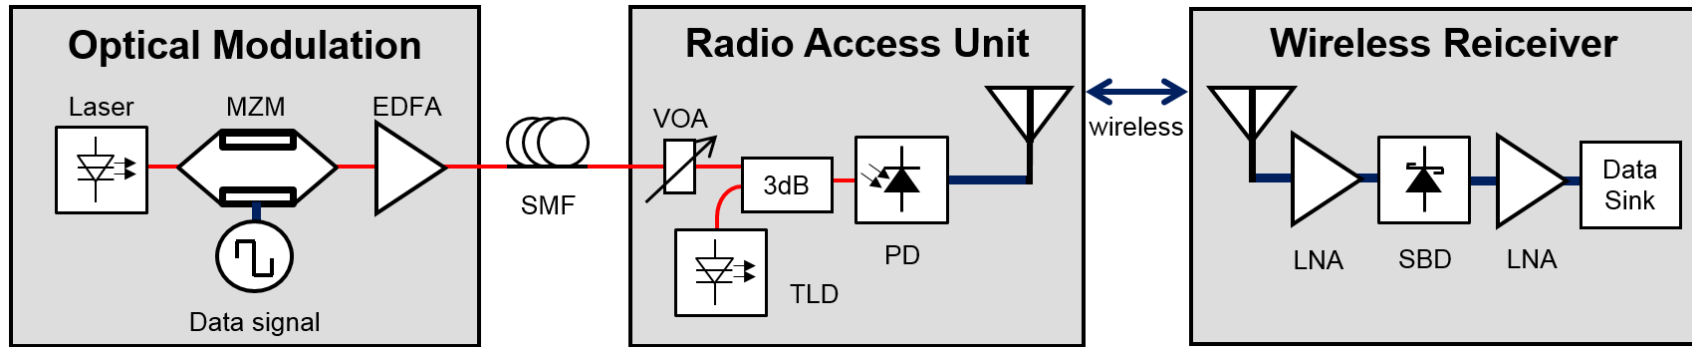 Optical Modulation
Laser
MZM
EDFA
Data signal
SMF
Radio Access Unit
VOA
3dB
TLD
PD
wireless
Wireless Reiceiver
LNA
SBD
LNA
Data
Sink